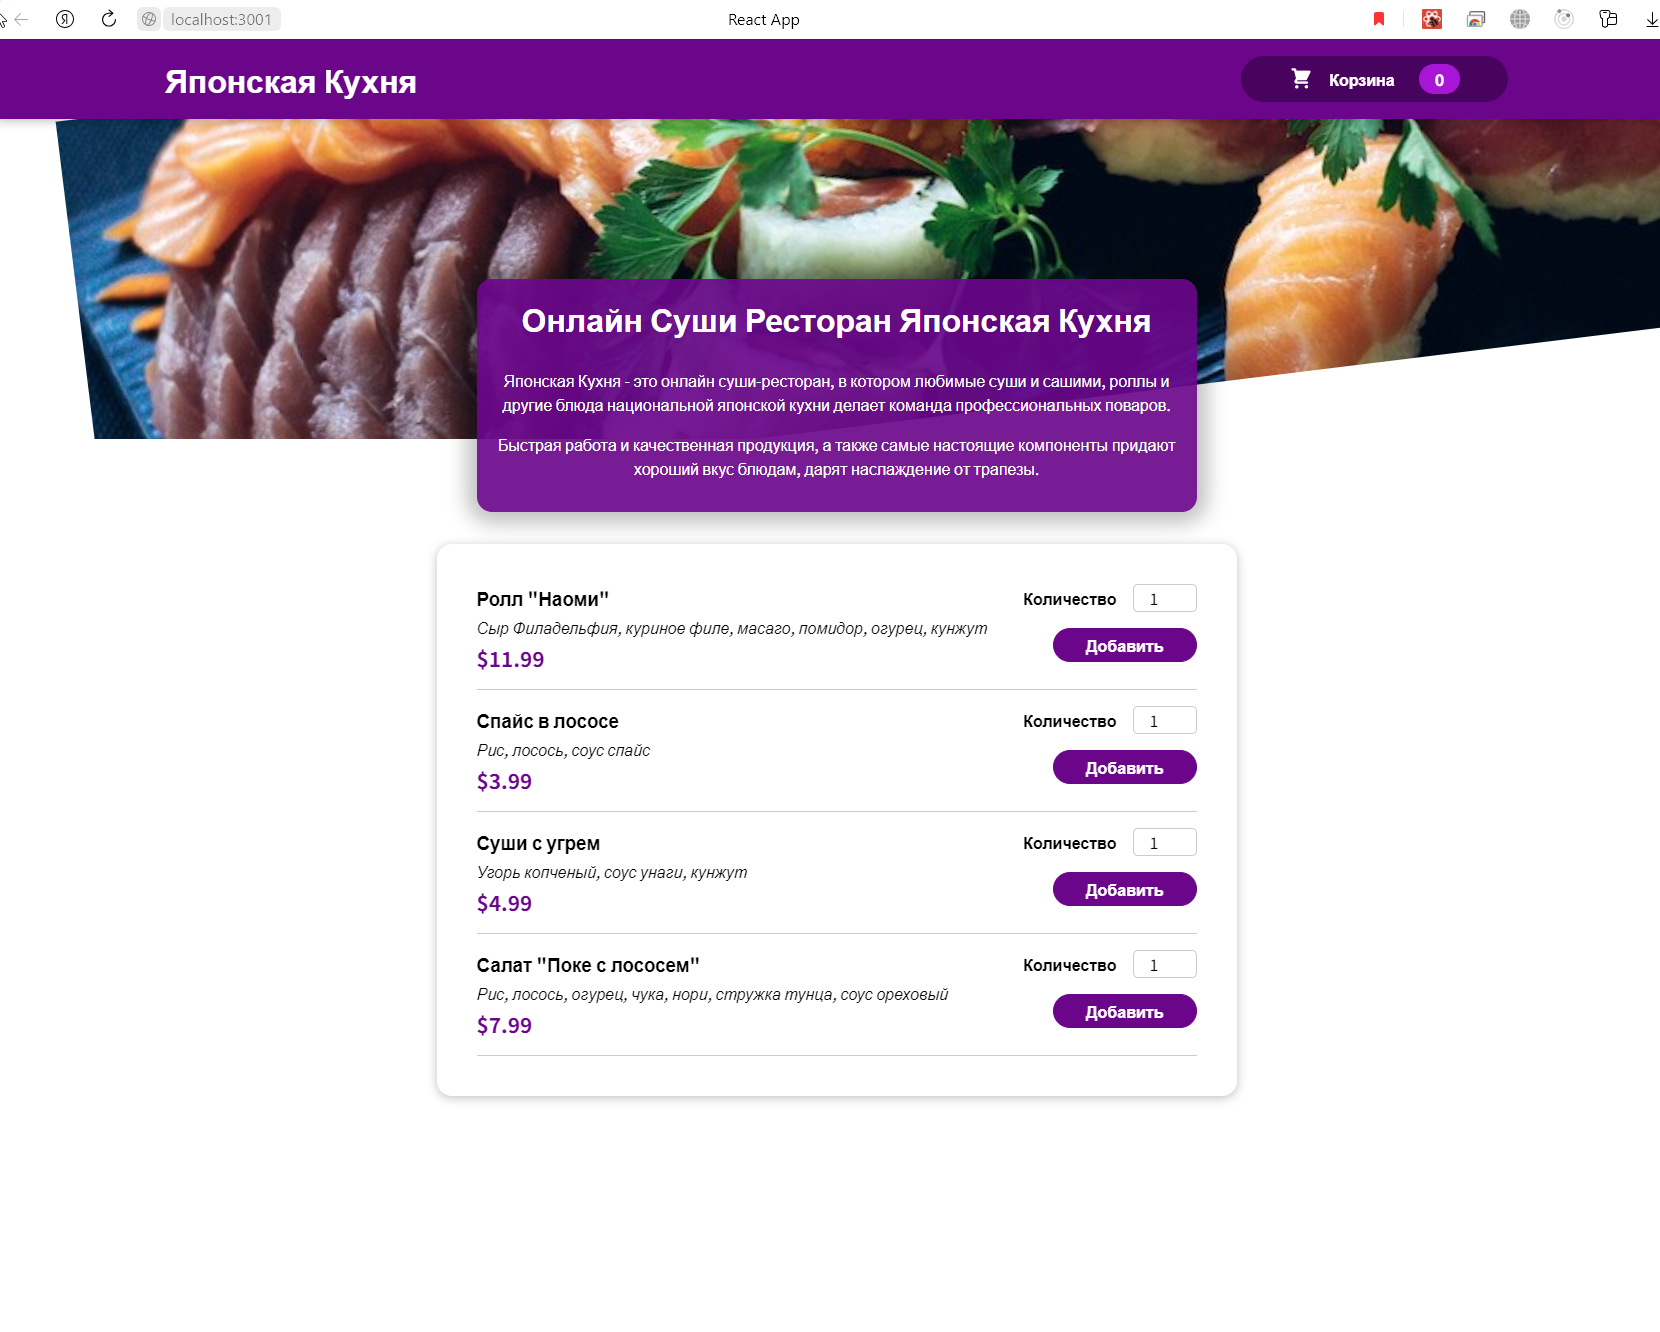 localhost:3001
React App
Японская Кухня
Корзина 0
Онлайн Суши Ресторан Японская Кухня
Японская Кухня - это онлайн суши-ресторан, в котором любимые суши и сашими, роллы и
другие блюда национальной японской кухни делает команда профессиональных поваров.
Быстрая работа и качественная продукция, а также самые настоящие компоненты придают
хороший вкус блюдам, дарят наслаждение от трапезы.
Ролл "Наоми"
Сыр Филадельфия, куриное филе, масаго, помидор, огурец, кунжут
$11.99
Количество 1
Добавить
Спайс в лососе
Рис, лосось, соус спайс
$3.99
Количество 1
Добавить
Суши с угрем
Угорь копченый, соус унаги, кунжут
$4.99
Количество 1
Добавить
Салат "Поке с лососем"
Рис, лосось, огурец, чука, нори, стружка тунца, соус ореховый
$7.99
Количество 1
Добавить